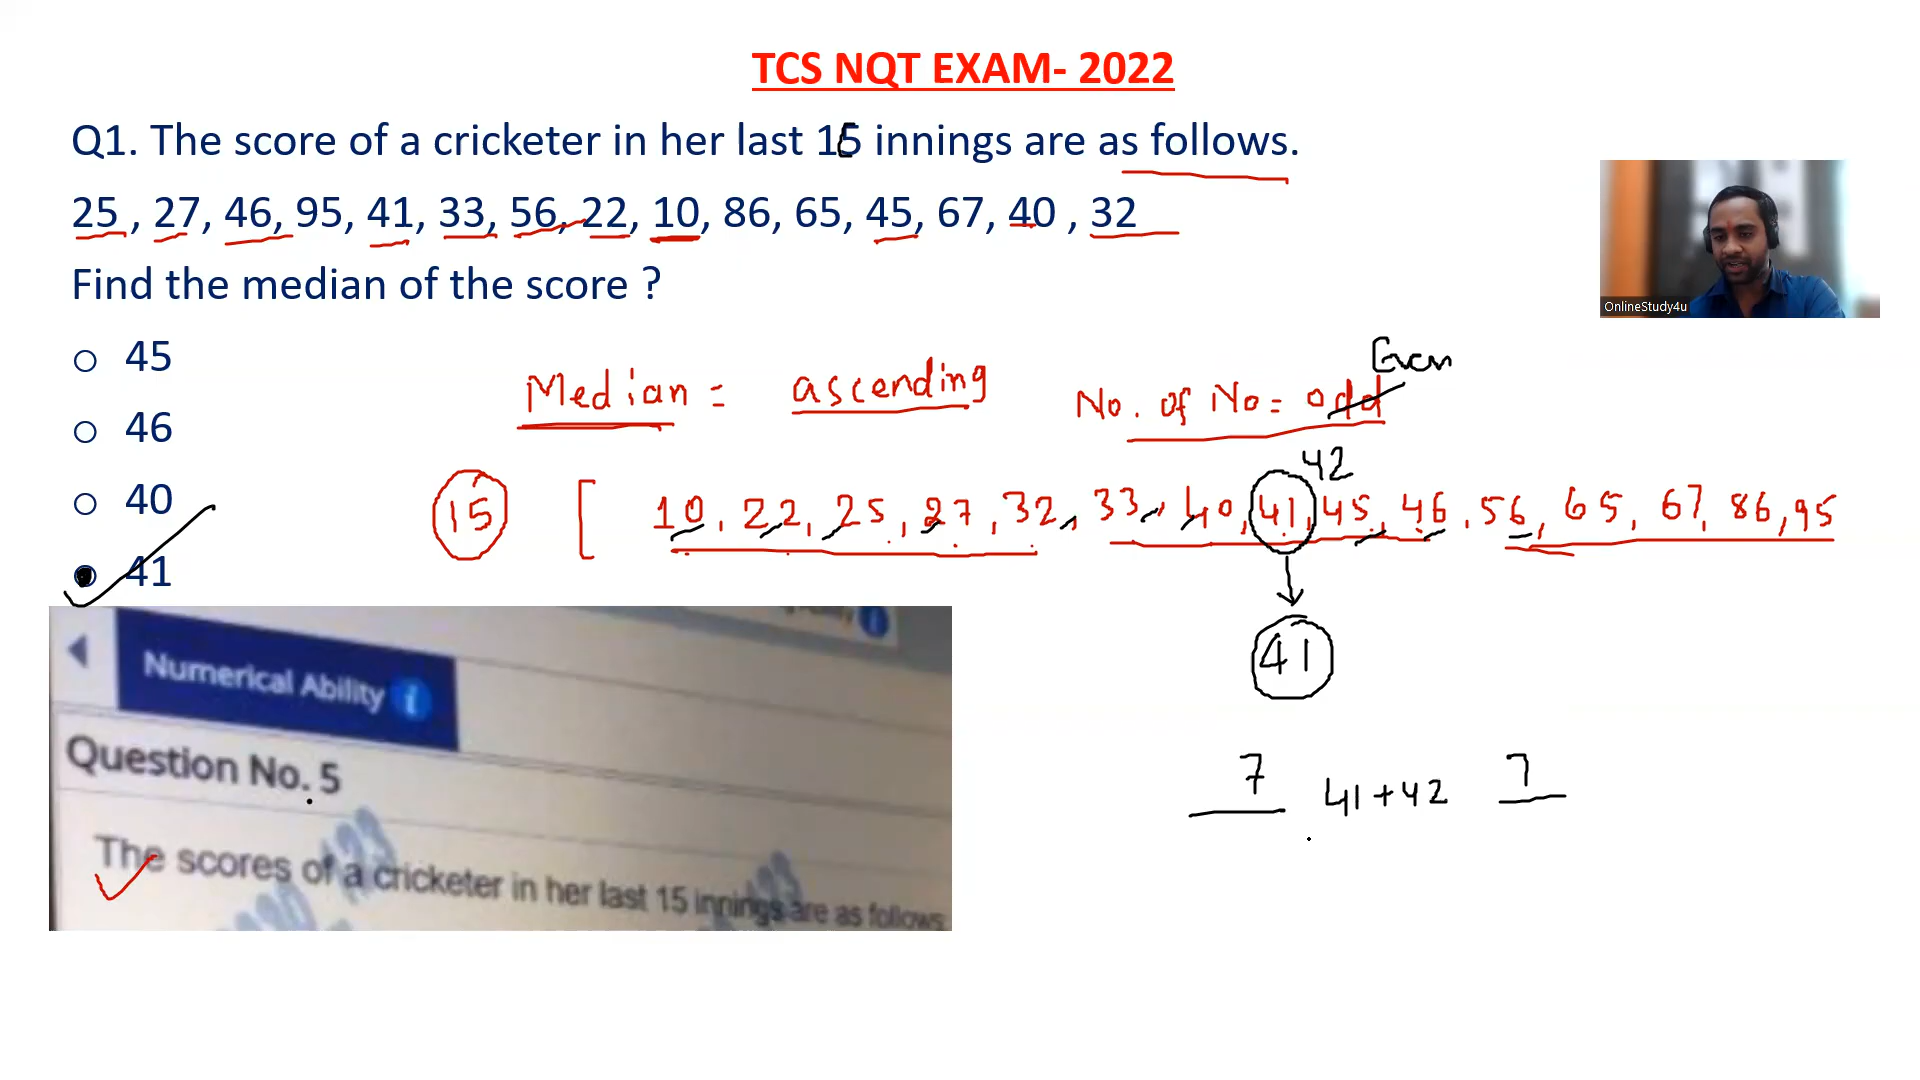 TCS NQT EXAM- 2022
Q1. The score of a cricketer in her last 15 innings are as follows.
25 , 27, 46, 95, 41, 33, 56, 22, 10, 86, 65, 45, 67, 40 , 32
Find the median of the score ?
OnlineStudy4u
45
46
40
41
Even
Median = ascending No. of No = odd
42
15 [ 10, 22, 25, 27, 32, 33, 40, 41, 45, 46, 56, 65, 67, 86, 95
41
7 41+42 7
Numerical Ability i
Question No. 5
The scores of a cricketer in her last 15 innings are as follows